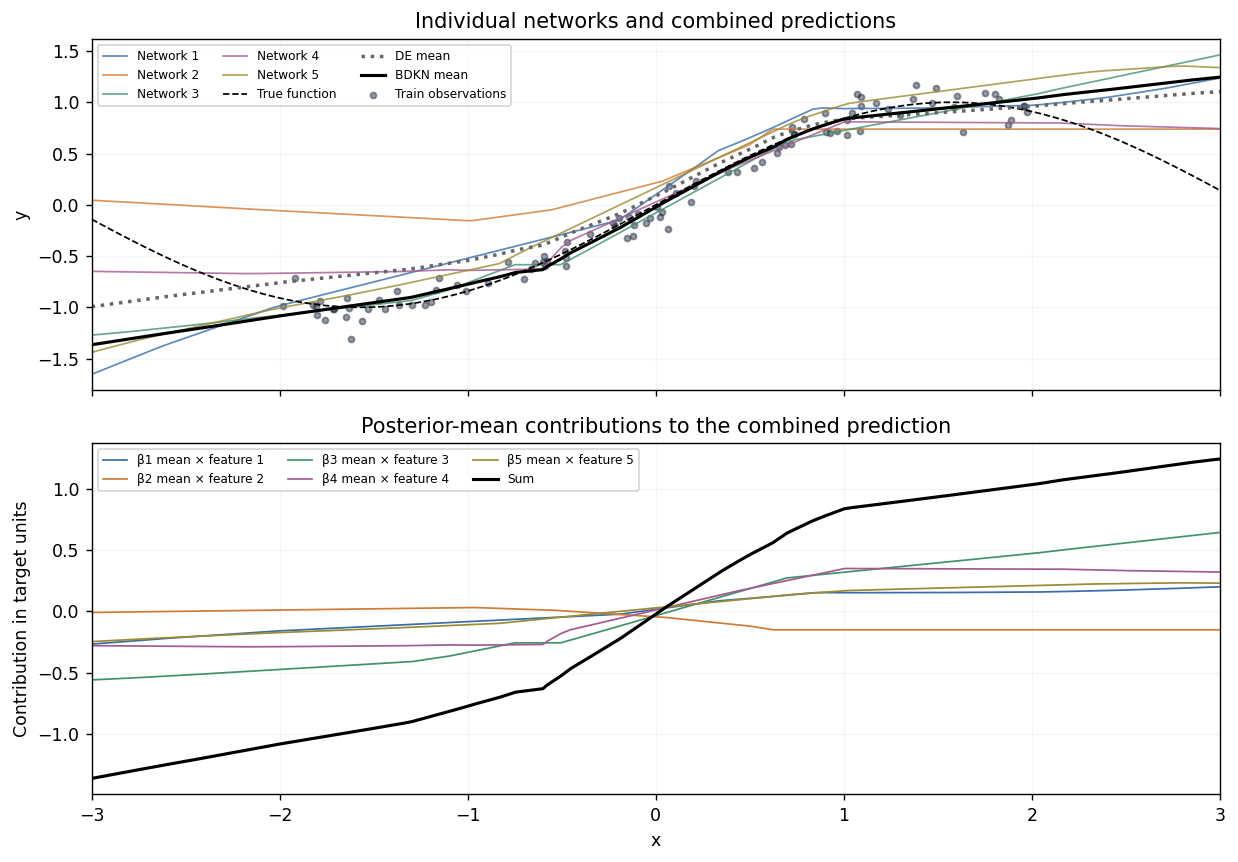 Individual networks and combined predictions
Network 1 Network 4 DE mean
Network 2 Network 5 BDKN mean
Network 3 True function Train observations
1.5
1.0
0.5
0.0
−0.5
−1.0
−1.5
y
Posterior-mean contributions to the combined prediction
β1 mean × feature 1 β3 mean × feature 3 β5 mean × feature 5
β2 mean × feature 2 β4 mean × feature 4 Sum
1.0
0.5
0.0
−0.5
−1.0
Contribution in target units
−3 −2 −1 0 1 2 3
x